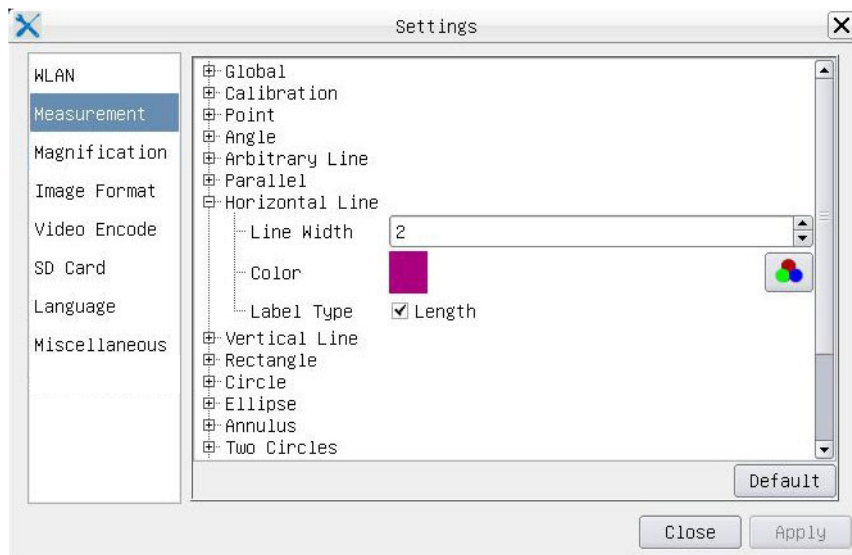 Settings
WLAN
Measurement
Magnification
Image Format
Video Encode
SD Card
Language
Miscellaneous
Global
Calibration
Point
Angle
Arbitrary Line
Parallel
Horizontal Line
Line Width 2
Color
Label Type Length
Vertical Line
Rectangle
Circle
Ellipse
Annulus
Two Circles
Default
Close Apply